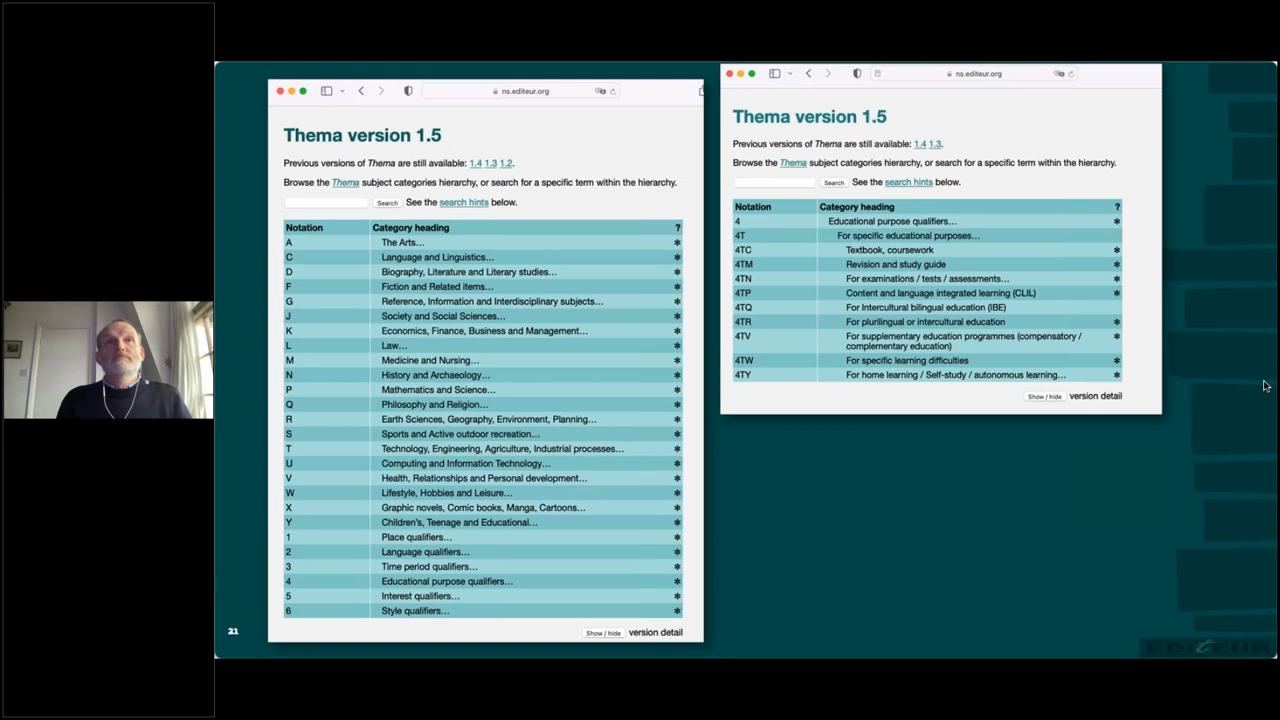 ns.editeur.org
Thema version 1.5
Previous versions of Thema are still available: 1.4 1.3 1.2.
Browse the Thema subject categories hierarchy, or search for a specific term within the hierarchy.
Search See the search hints below.
Notation Category heading ?
A The Arts… *
C Language and Linguistics… *
D Biography, Literature and Literary studies… *
F Fiction and Related items… *
G Reference, Information and Interdisciplinary subjects… *
J Society and Social Sciences… *
K Economics, Finance, Business and Management… *
L Law… *
M Medicine and Nursing… *
N History and Archaeology… *
P Mathematics and Science… *
Q Philosophy and Religion… *
R Earth Sciences, Geography, Environment, Planning… *
S Sports and Active outdoor recreation… *
T Technology, Engineering, Agriculture, Industrial processes… *
U Computing and Information Technology… *
V Health, Relationships and Personal development… *
W Lifestyle, Hobbies and Leisure… *
X Graphic novels, Comic books, Manga, Cartoons… *
Y Children’s, Teenage and Educational… *
1 Place qualifiers… *
2 Language qualifiers… *
3 Time period qualifiers… *
4 Educational purpose qualifiers… *
5 Interest qualifiers… *
6 Style qualifiers… *
Show / hide version detail
21
ns.editeur.org
Thema version 1.5
Previous versions of Thema are still available: 1.4 1.3.
Browse the Thema subject categories hierarchy, or search for a specific term within the hierarchy.
Search See the search hints below.
Notation Category heading ?
4 Educational purpose qualifiers… *
4T For specific educational purposes…
4TC Textbook, coursework *
4TM Revision and study guide *
4TN For examinations / tests / assessments… *
4TP Content and language integrated learning (CLIL) *
4TQ For Intercultural bilingual education (IBE)
4TR For plurilingual or intercultural education *
4TV For supplementary education programmes (compensatory / *
complementary education)
4TW For specific learning difficulties *
4TY For home learning / Self-study / autonomous learning… *
Show / hide version detail
EDItEUR